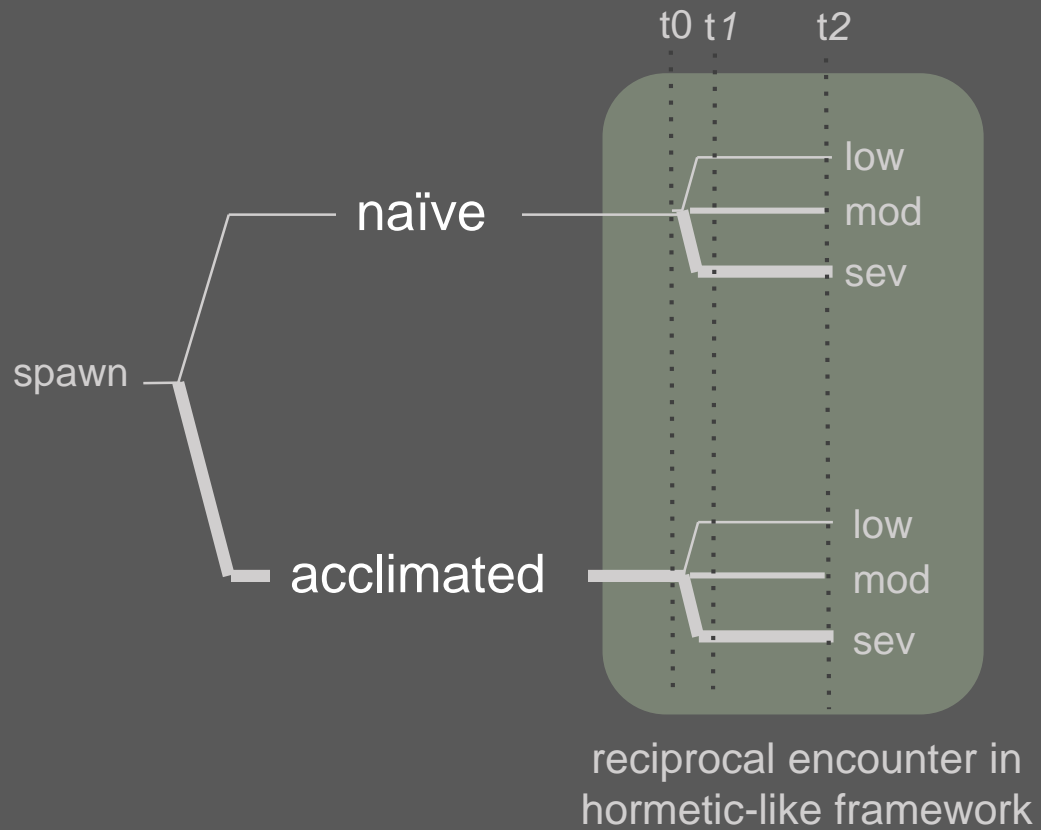 t0 t1 t2
low
naïve
mod
sev
spawn
low
acclimated
mod
sev
reciprocal encounter in
hormetic-like framework